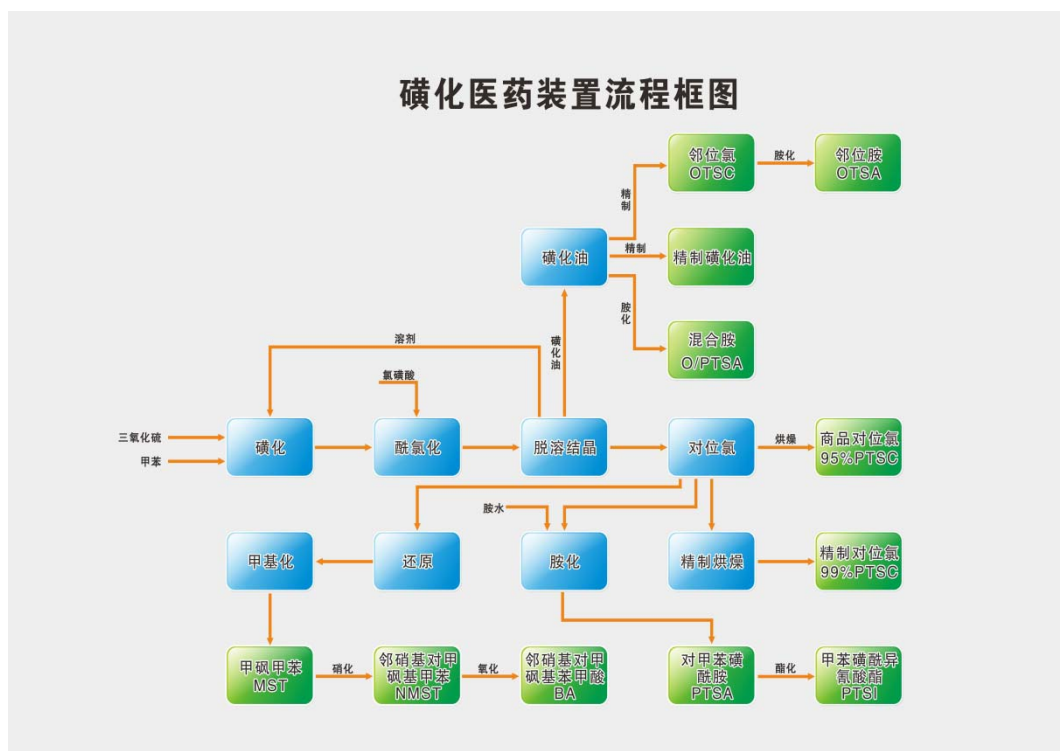 磺化医药装置流程框图
邻位氯
OTSC
胺化
邻位胺
OTSA
精制
磺化油
精制
精制磺化油
胺化
混合胺
O/PTSA
溶剂
磺化油
氯磺酸
三氧化硫
甲苯
磺化
酰氯化
脱溶结晶
对位氯
烘燥
商品对位氯
95%PTSC
胺水
甲基化
还原
胺化
精制烘燥
精制对位氯
99%PTSC
甲砜甲苯
MST
硝化
邻硝基对甲
砜基甲苯
NMST
氧化
邻硝基对甲
砜基苯甲酸
BA
对甲苯磺
酰胺
PTSA
酯化
甲苯磺酰异
氰酸酯
PTSI